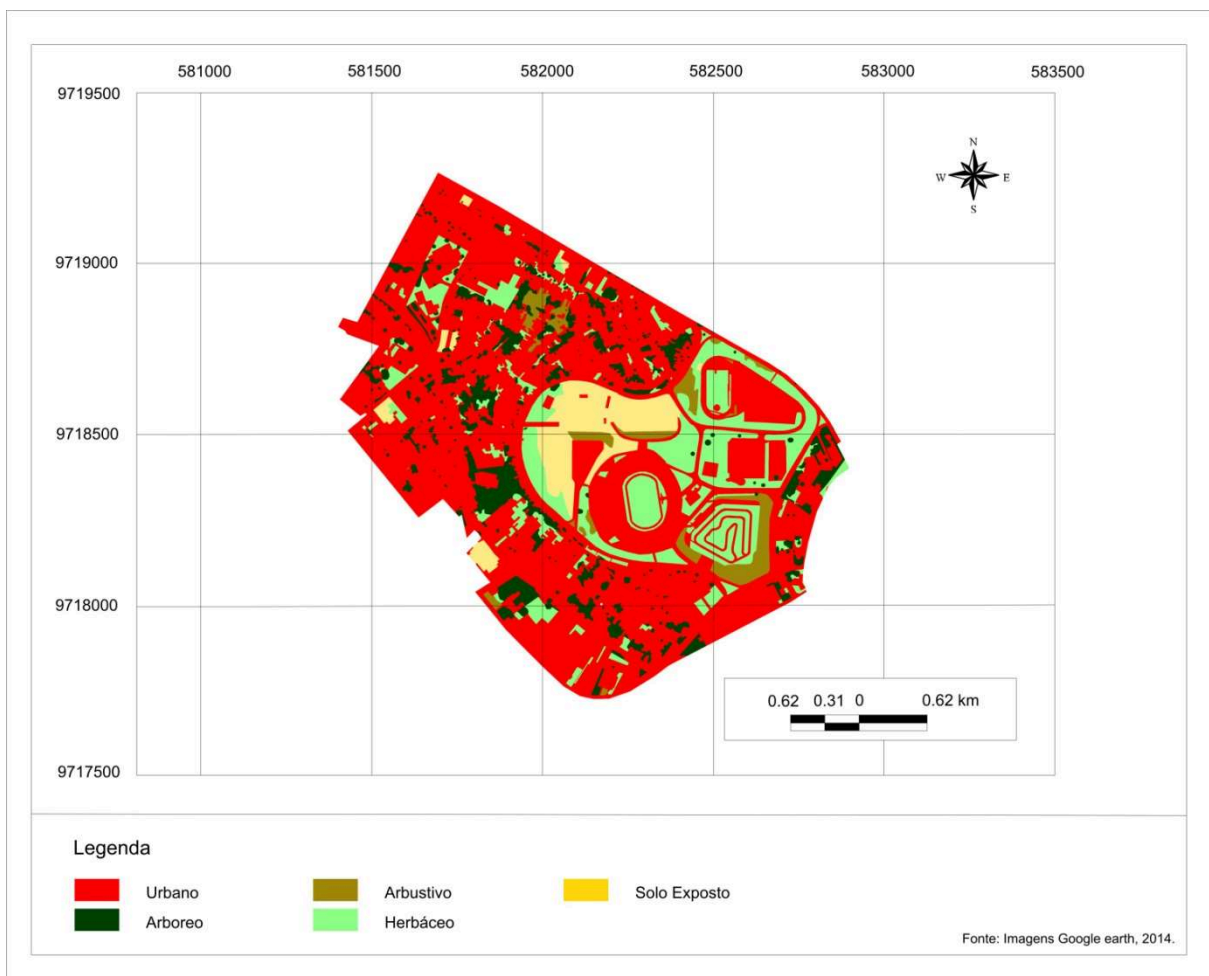 581000 581500 582000 582500 583000 583500
9719500
N
W E
S
9719000
9718500
9718000
0.62 0.31 0 0.62 km
9717500
Legenda
Urbano Arbustivo Solo Exposto
Arboreo Herbáceo
Fonte: Imagens Google earth, 2014.